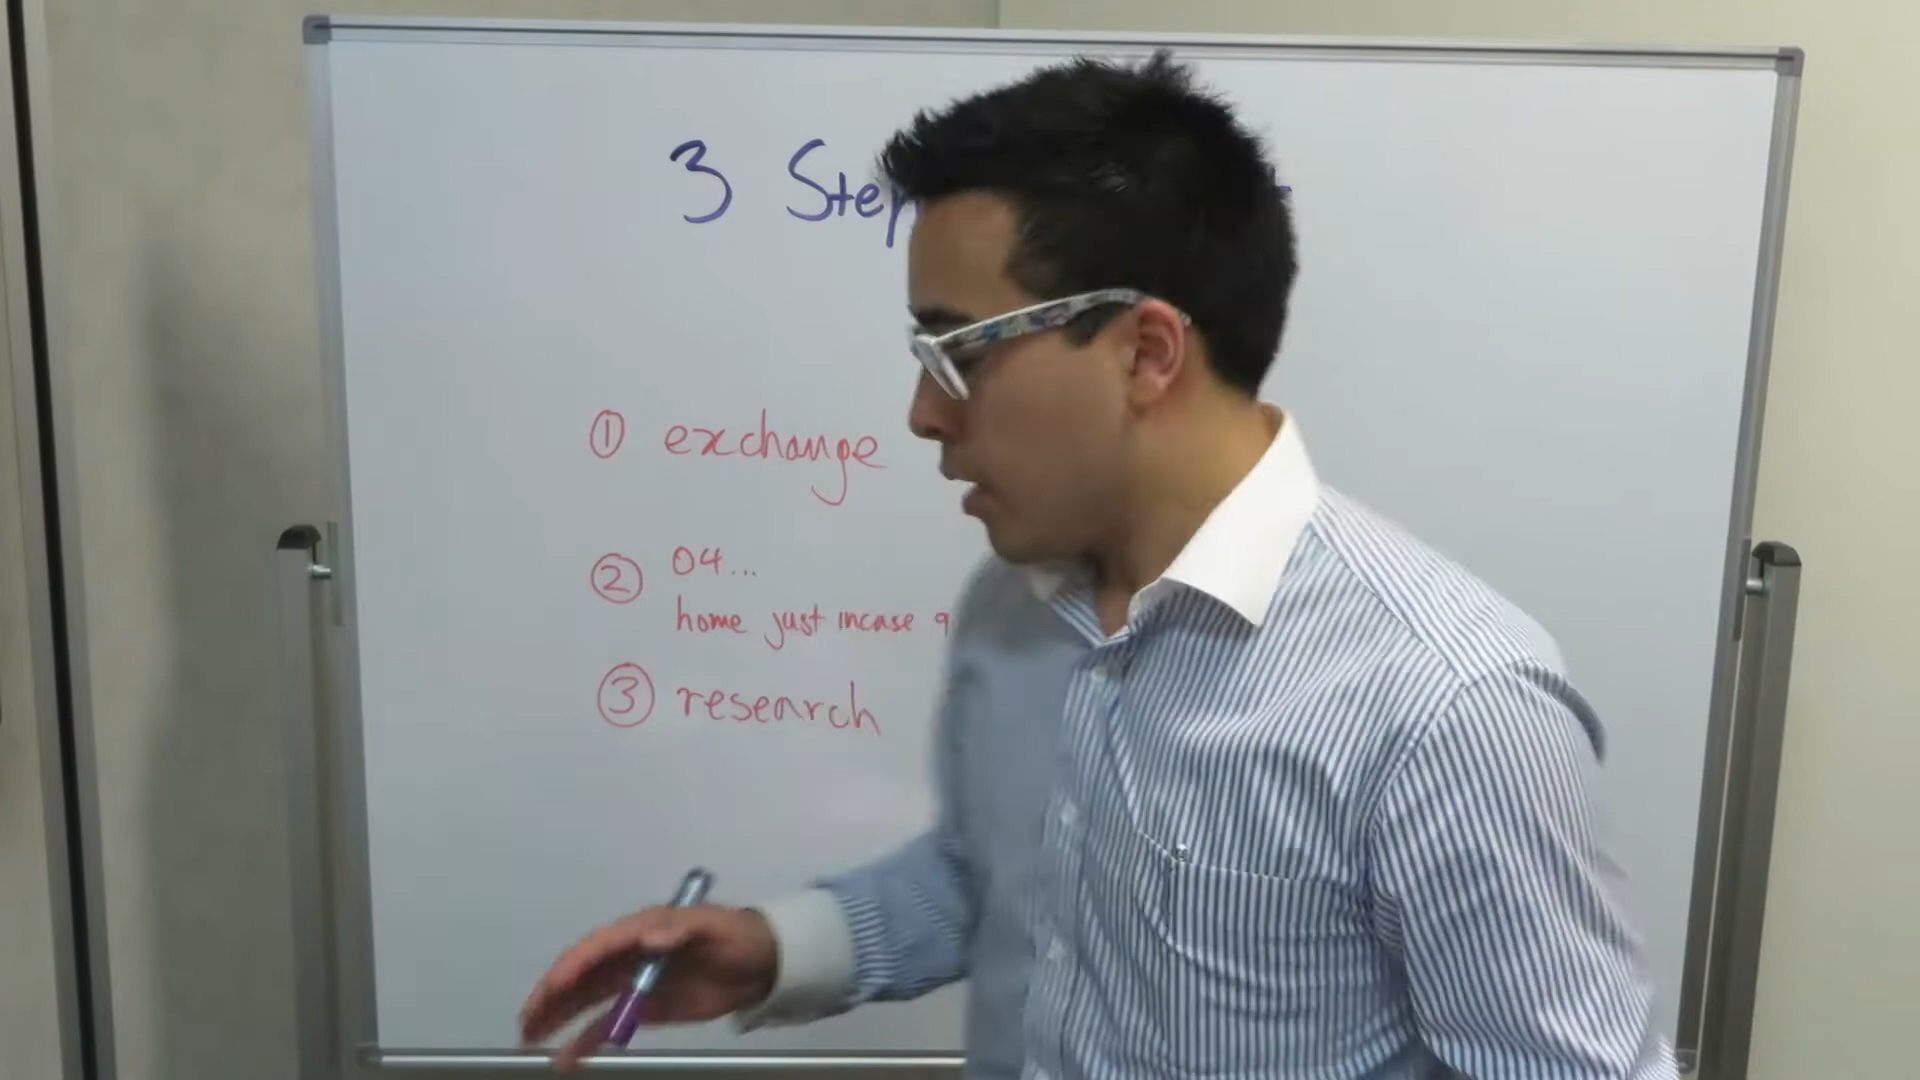 3 Step
① exchange
② 04...
home just incase
③ research